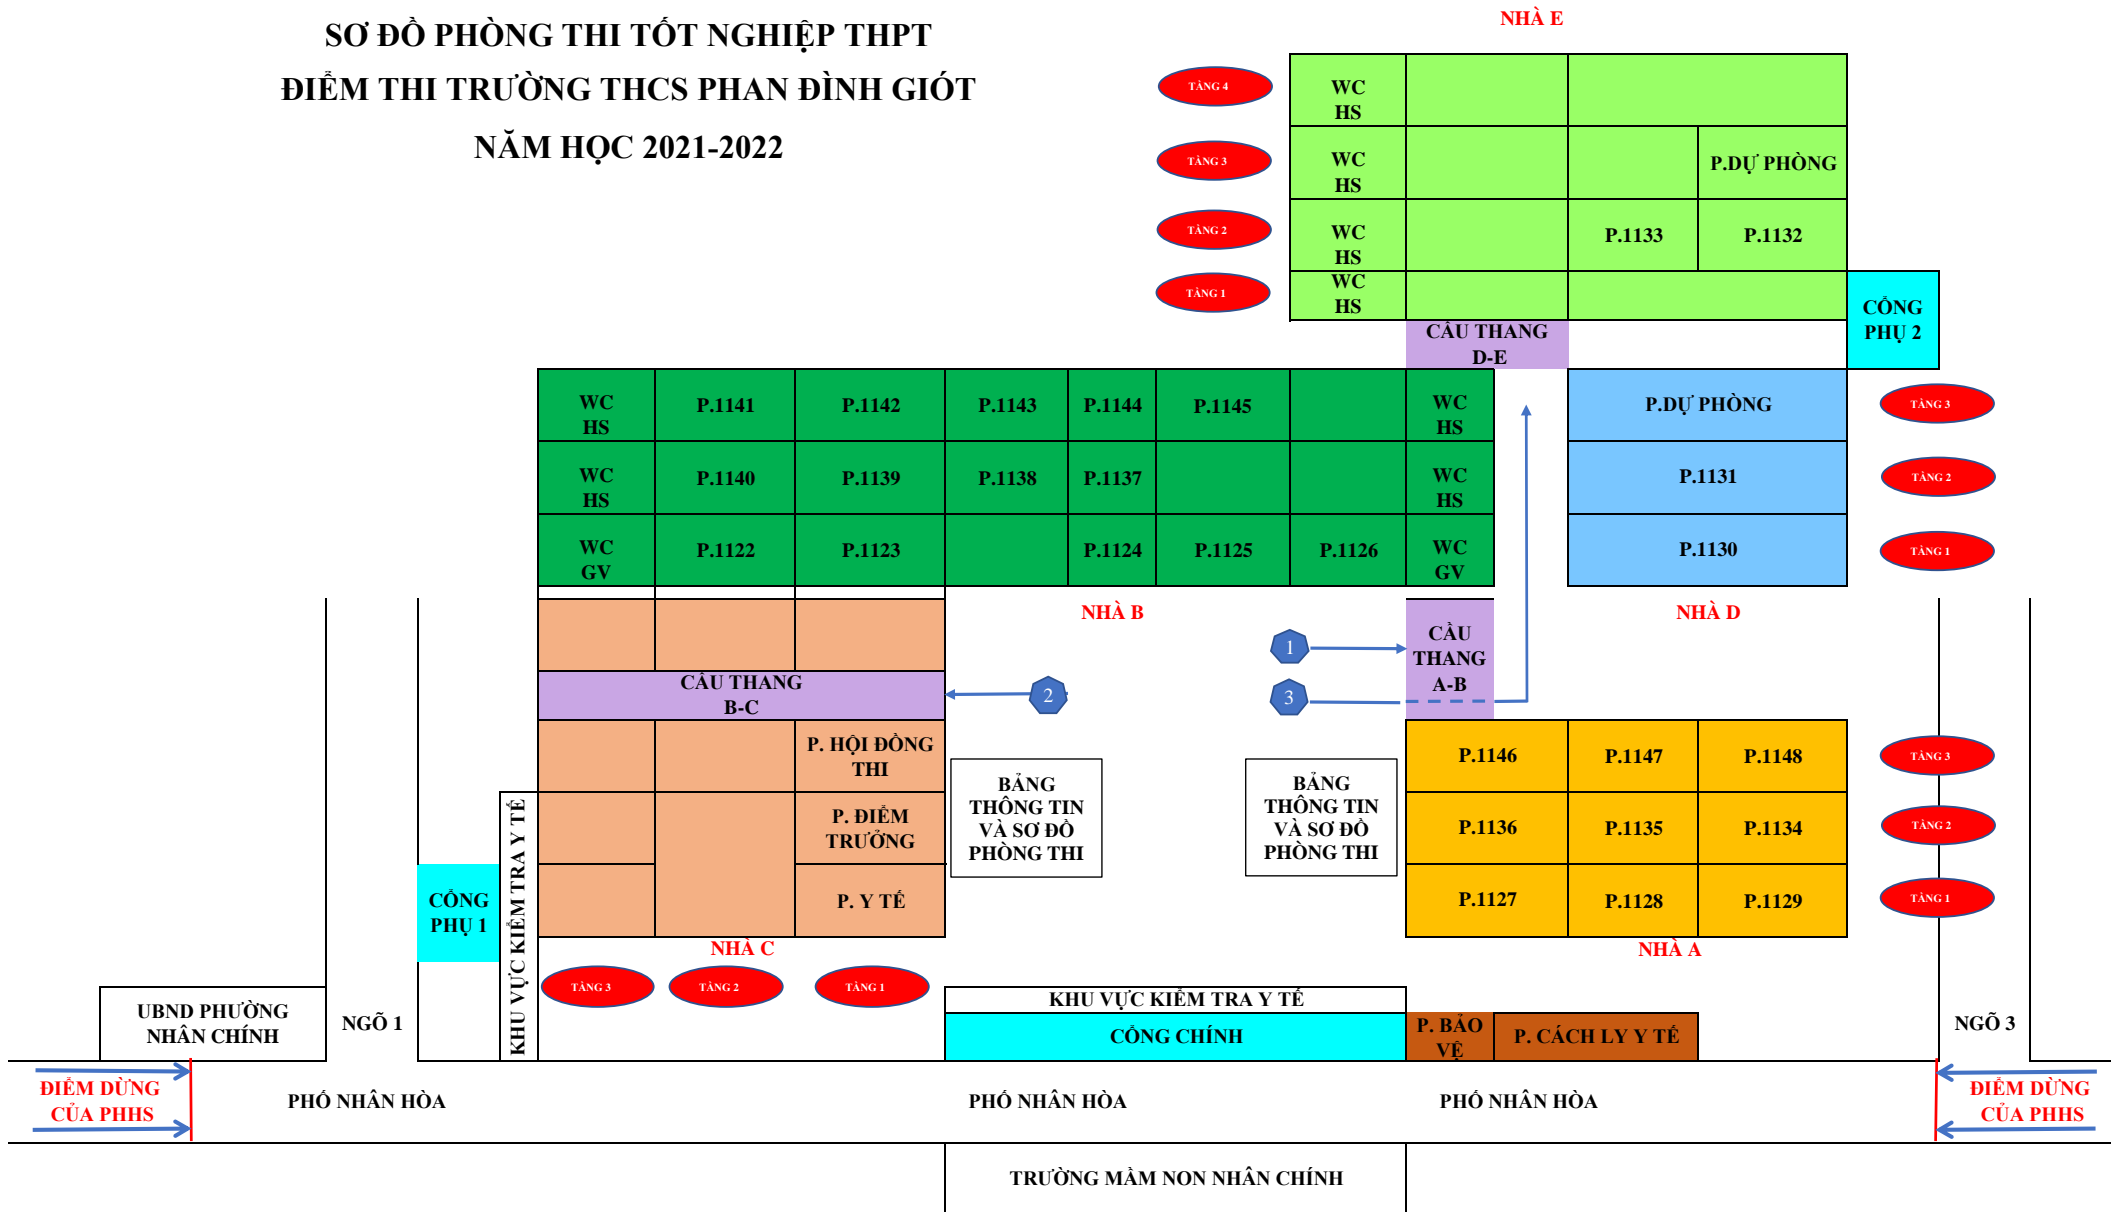 SƠ ĐỒ PHÒNG THI TỐT NGHIỆP THPT
ĐIỂM THI TRƯỜNG THCS PHAN ĐÌNH GIÓT
NĂM HỌC 2021-2022
NHÀ E
TẦNG 4
WC
HS
TẦNG 3
WC
HS
P.DỰ PHÒNG
TẦNG 2
WC
HS
P.1133
P.1132
TẦNG 1
WC
HS
CỔNG
PHỤ 2
CẦU THANG
D-E
WC
HS
P.1141
P.1142
P.1143
P.1144
P.1145
WC
HS
P.DỰ PHÒNG
TẦNG 3
WC
HS
P.1140
P.1139
P.1138
P.1137
WC
HS
P.1131
TẦNG 2
WC
GV
P.1122
P.1123
P.1124
P.1125
P.1126
WC
GV
P.1130
TẦNG 1
NHÀ B
NHÀ D
1
CẦU
THANG
A-B
CẦU THANG
B-C
2
3
P. HỘI ĐỒNG
THI
P.1146
P.1147
P.1148
TẦNG 3
BẢNG
THÔNG TIN
VÀ SƠ ĐỒ
PHÒNG THI
BẢNG
THÔNG TIN
VÀ SƠ ĐỒ
PHÒNG THI
P. ĐIỂM
TRƯỞNG
P.1136
P.1135
P.1134
TẦNG 2
CỔNG
PHỤ 1
KHU VỰC KIỂM TRA Y TẾ
P. Y TẾ
P.1127
P.1128
P.1129
TẦNG 1
NHÀ C
NHÀ A
TẦNG 3
TẦNG 2
TẦNG 1
KHU VỰC KIỂM TRA Y TẾ
UBND PHƯỜNG
NHÂN CHÍNH
NGÕ 1
CỔNG CHÍNH
P. BẢO
VỆ
P. CÁCH LY Y TẾ
NGÕ 3
ĐIỂM DỪNG
CỦA PHHS
PHỐ NHÂN HÒA
PHỐ NHÂN HÒA
PHỐ NHÂN HÒA
ĐIỂM DỪNG
CỦA PHHS
TRƯỜNG MẦM NON NHÂN CHÍNH